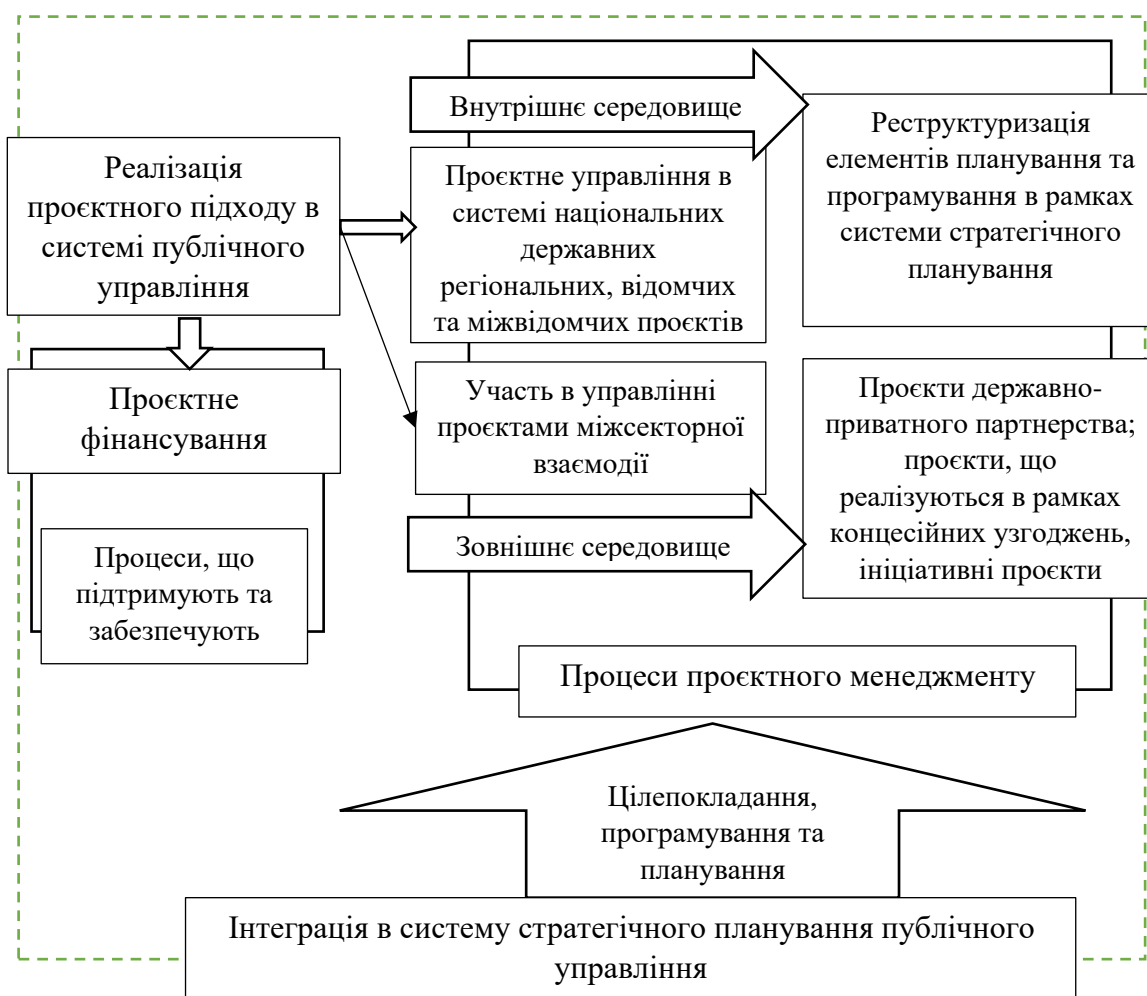 Внутрішнє середовище
Реалізація
проєктного підходу в
системі публічного
управління
Проєктне управління в
системі національних
державних
регіональних, відомчих
та міжвідомчих проєктів
Реструктуризація
елементів планування та
програмування в рамках
системи стратегічного
планування
Проєктне
фінансування
Участь в управлінні
проєктами міжсекторної
взаємодії
Проєкти державно-
приватного партнерства;
проєкти, що
реалізуються в рамках
концесійних узгоджень,
ініціативні проєкти
Зовнішнє середовище
Процеси, що
підтримують та
забезпечують
Процеси проєктного менеджменту
Цілепокладання,
програмування та
планування
Інтеграція в систему стратегічного планування публічного
управління